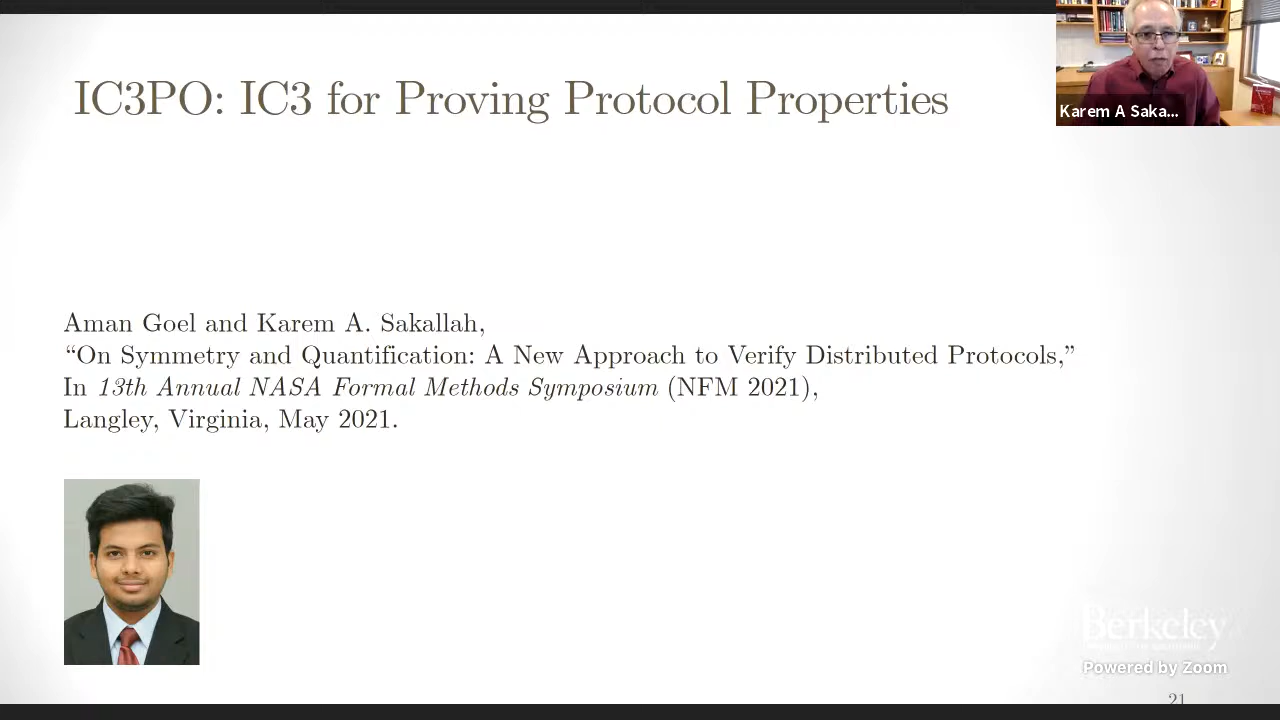 IC3PO: IC3 for Proving Protocol Properties
Karem A Saka...
Aman Goel and Karem A. Sakallah,
“On Symmetry and Quantification: A New Approach to Verify Distributed Protocols,”
In 13th Annual NASA Formal Methods Symposium (NFM 2021),
Langley, Virginia, May 2021.
Berkeley
Powered by Zoom
21